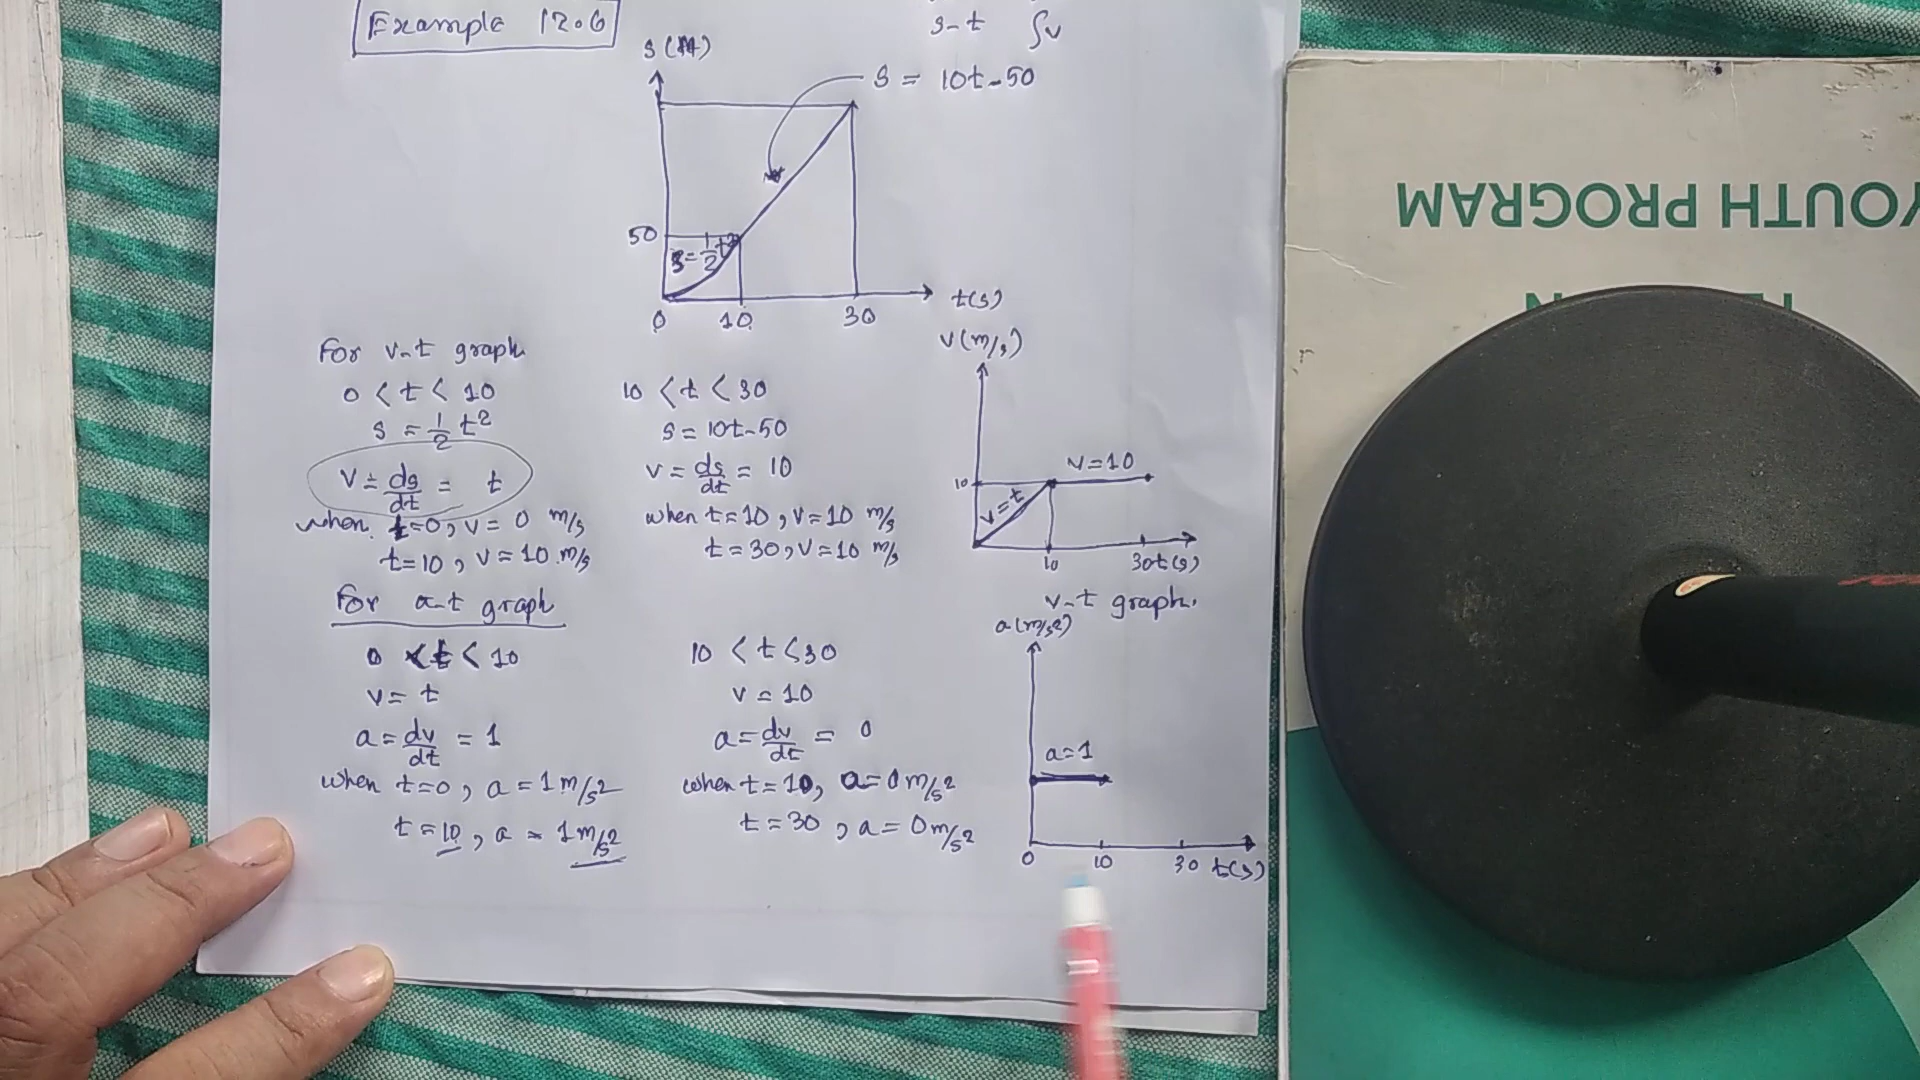 Example 12.6
s-t ∫v
s (M)
s = 10t-50
50
s=1/2 t²
t(s)
0 10 30
For v-t graph
0 < t < 10
s = 1/2 t²
v = ds/dt = t
when t=0, v= 0 m/s
t=10, v=10 m/s
10 < t < 30
s= 10t-50
v = ds/dt = 10
when t=10, v=10 m/s
t=30, v=10 m/s
v(m/s)
10
v=t
v=10
10 30 t(s)
v-t graph.
For a-t graph
0 < t < 10
v= t
a= dv/dt = 1
when t=0, a=1 m/s²
t=10, a=1 m/s²
10 < t < 30
v=10
a= dv/dt = 0
when t=10, a=0 m/s²
t=30, a=0 m/s²
a (m/s²)
a=1
0 10 30 t(s)
YOUTH PROGRAM